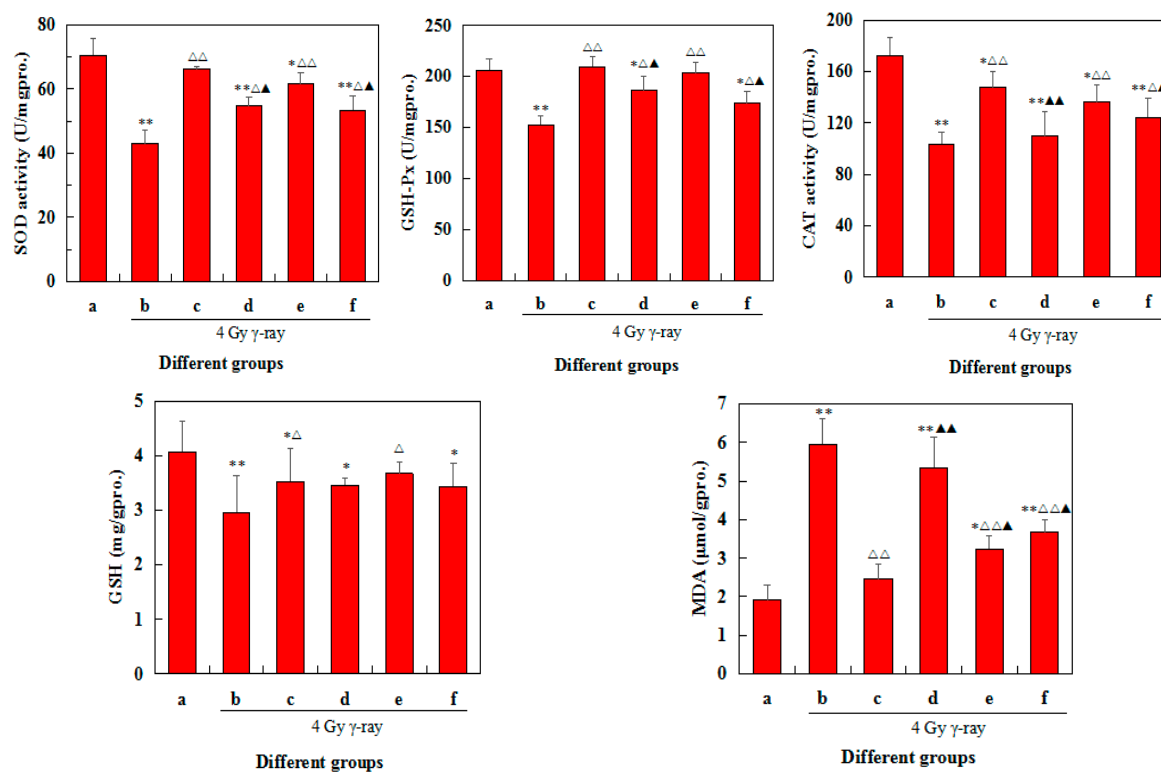 SOD activity (U/mgpro.)
80
60
40
20
0
**
△△
**△▲
*△△
**△▲
a b c d e f
4 Gy γ-ray
Different groups
GSH-Px (U/mgpro.)
250
200
150
100
50
0
**
△△
*△▲
△△
*△▲
a b c d e f
4 Gy γ-ray
Different groups
CAT activity (U/mgpro.)
200
160
120
80
40
0
**
*△△
**▲▲
*△△
**△▲
a b c d e f
4 Gy γ-ray
Different groups
GSH (mg/gpro.)
5
4
3
2
1
0
**
*△
*
△
*
a b c d e f
4 Gy γ-ray
Different groups
MDA (μmol/gpro.)
7
6
5
4
3
2
1
0
**
△△
**▲▲
*△△▲
**△△▲
a b c d e f
4 Gy γ-ray
Different groups